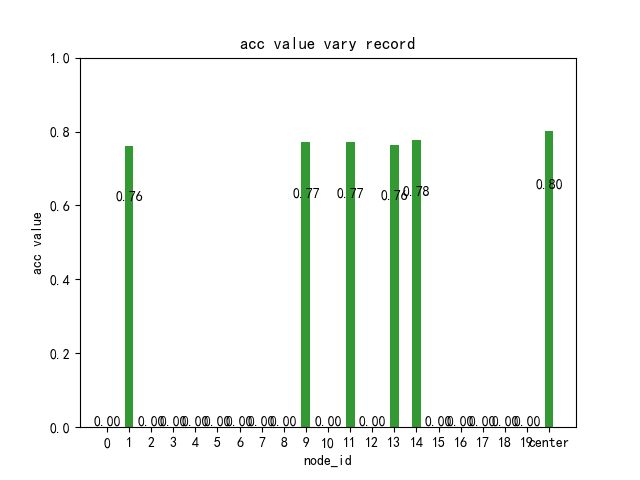 acc value vary record
1.0
0.8
0.6
0.4
0.2
0.0
acc value
0.00 0.76 0.00 0.00 0.00 0.00 0.00 0.00 0.00 0.77 0.00 0.77 0.00 0.76 0.78 0.00 0.00 0.00 0.00 0.00 0.80
0 1 2 3 4 5 6 7 8 9 10 11 12 13 14 15 16 17 18 19 center
node_id